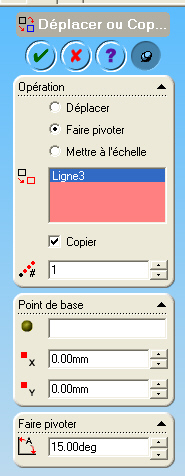 Déplacer ou Cop...
?
Opération
Déplacer
Faire pivoter
Mettre à l'échelle
Ligne3
Copier
# 1
Point de base
X 0.00mm
Y 0.00mm
Faire pivoter
A 15.00deg